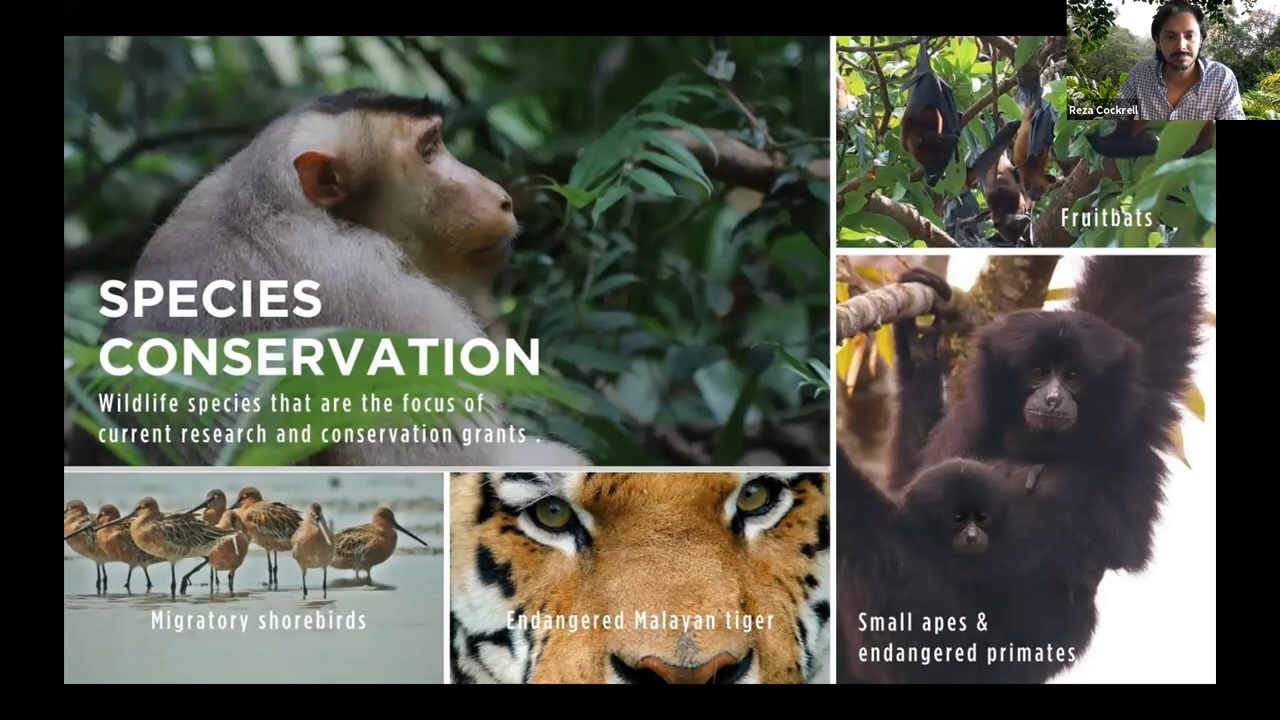 SPECIES
CONSERVATION
Wildlife species that are the focus of
current research and conservation grants .
Reza Cockrell
Fruitbats
Migratory shorebirds
Endangered Malayan tiger
Small apes &
endangered primates